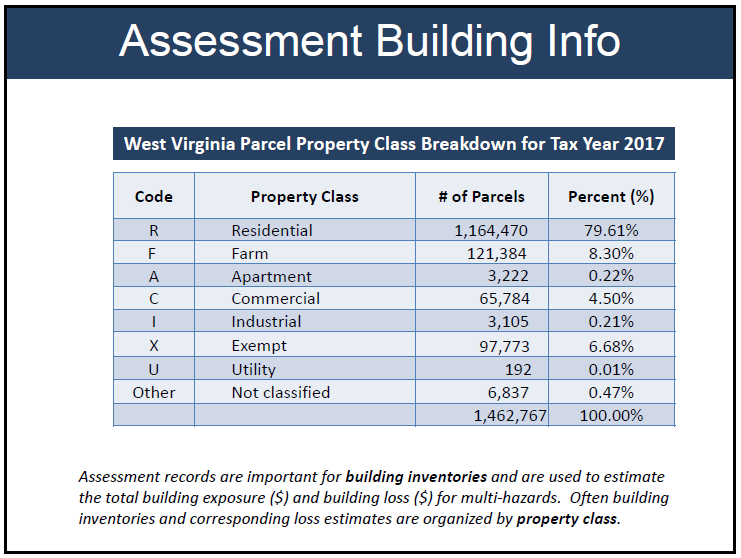 Assessment Building Info
West Virginia Parcel Property Class Breakdown for Tax Year 2017
Code Property Class # of Parcels Percent (%)
R Residential 1,164,470 79.61%
F Farm 121,384 8.30%
A Apartment 3,222 0.22%
C Commercial 65,784 4.50%
I Industrial 3,105 0.21%
X Exempt 97,773 6.68%
U Utility 192 0.01%
Other Not classified 6,837 0.47%
1,462,767 100.00%
Assessment records are important for building inventories and are used to estimate
the total building exposure ($) and building loss ($) for multi-hazards. Often building
inventories and corresponding loss estimates are organized by property class.